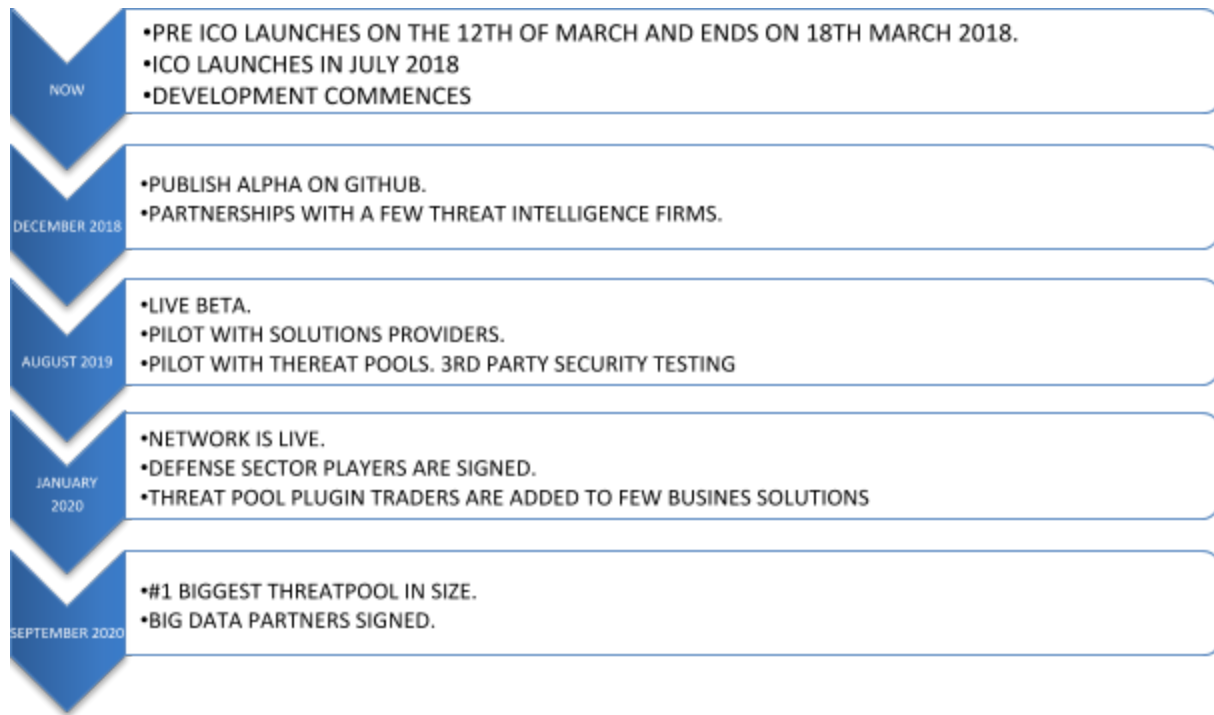 NOW
•PRE ICO LAUNCHES ON THE 12TH OF MARCH AND ENDS ON 18TH MARCH 2018.
•ICO LAUNCHES IN JULY 2018
•DEVELOPMENT COMMENCES
DECEMBER 2018
•PUBLISH ALPHA ON GITHUB.
•PARTNERSHIPS WITH A FEW THREAT INTELLIGENCE FIRMS.
AUGUST 2019
•LIVE BETA.
•PILOT WITH SOLUTIONS PROVIDERS.
•PILOT WITH THEREAT POOLS. 3RD PARTY SECURITY TESTING
JANUARY
2020
•NETWORK IS LIVE.
•DEFENSE SECTOR PLAYERS ARE SIGNED.
•THREAT POOL PLUGIN TRADERS ARE ADDED TO FEW BUSINES SOLUTIONS
SEPTEMBER 2020
•#1 BIGGEST THREATPOOL IN SIZE.
•BIG DATA PARTNERS SIGNED.